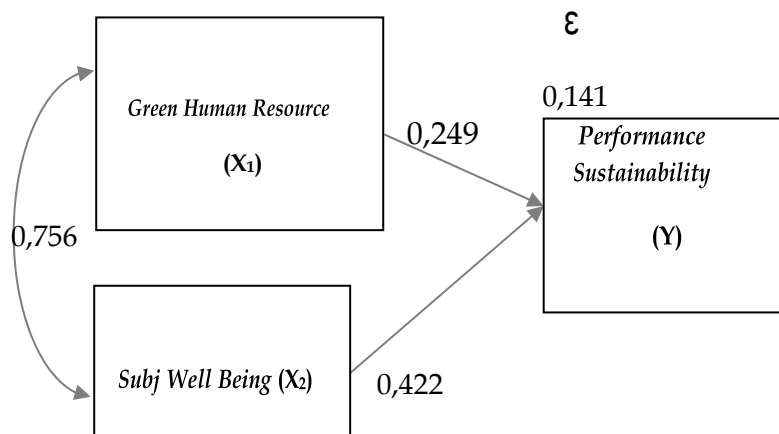 ε
Green Human Resource
(X₁)
0,249
0,141
Performance
Sustainability
(Y)
0,756
Subj Well Being (X₂)
0,422